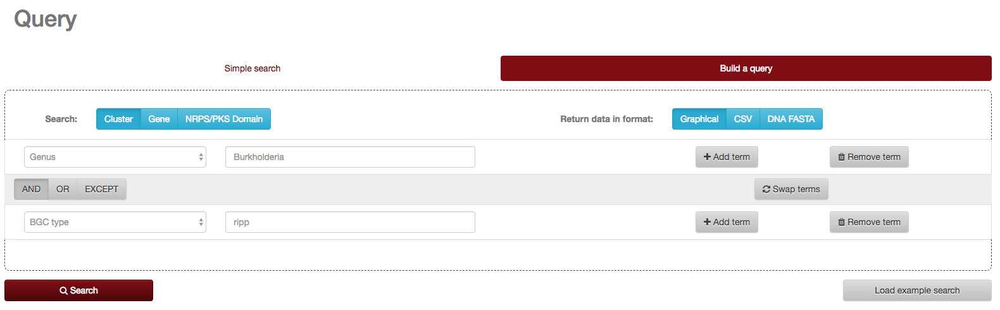 Query
Simple search Build a query
Search: Cluster Gene NRPS/PKS Domain Return data in format: Graphical CSV DNA FASTA
Genus Burkholderia Add term Remove term
AND OR EXCEPT Swap terms
BGC type ripp Add term Remove term
Search Load example search